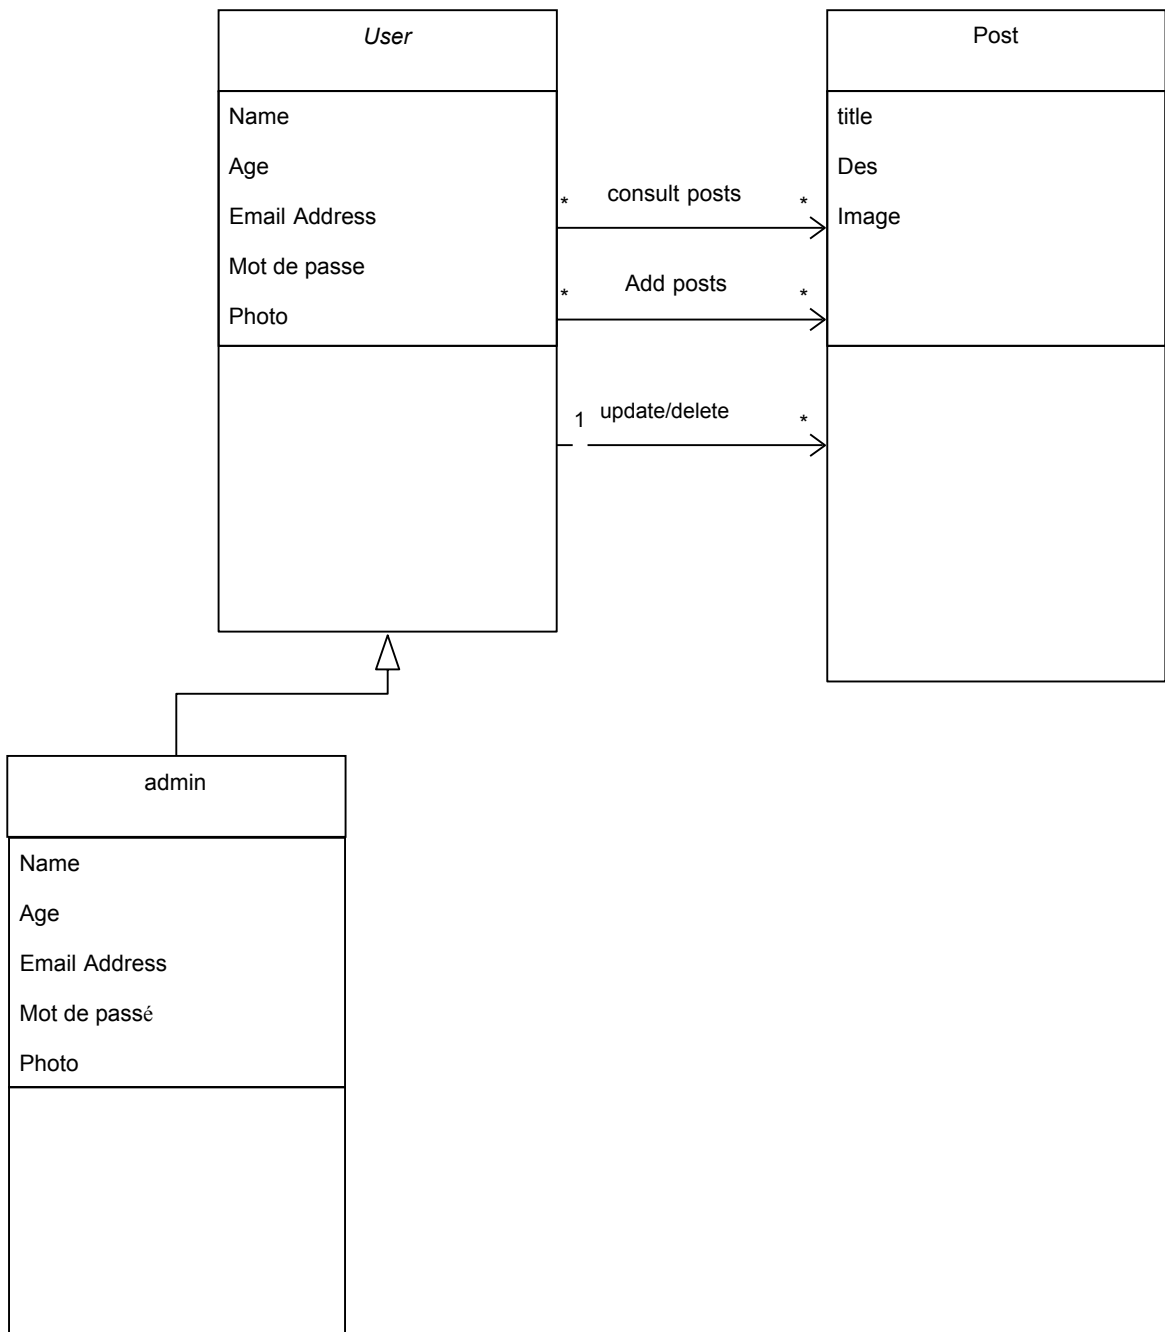 User
Name
Age
Email Address
Mot de passe
Photo
* consult posts *
* Add posts *
1 update/delete *
Post
title
Des
Image
admin
Name
Age
Email Address
Mot de passé
Photo